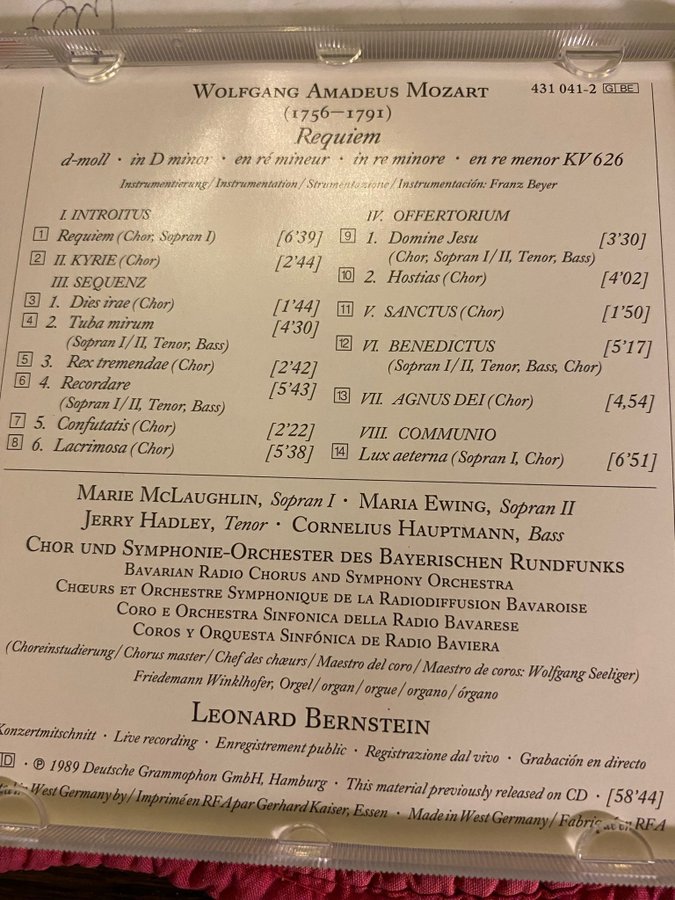 WOLFGANG AMADEUS MOZART
431 041-2 G|BE
(1756–1791)
Requiem
d-moll · in D minor · en ré mineur · in re minore · en re menor KV 626
Instrumentierung / Instrumentation / Strumentazione / Instrumentación: Franz Beyer
I. INTROITUS
1 Requiem (Chor, Sopran I) [6'39]
2 II. KYRIE (Chor) [2'44]
III. SEQUENZ
3 1. Dies irae (Chor) [1'44]
4 2. Tuba mirum [4'30]
(Sopran I/II, Tenor, Bass)
5 3. Rex tremendae (Chor) [2'42]
6 4. Recordare [5'43]
(Sopran I/II, Tenor, Bass)
7 5. Confutatis (Chor) [2'22]
8 6. Lacrimosa (Chor) [5'38]
IV. OFFERTORIUM
9 1. Domine Jesu [3'30]
(Chor, Sopran I/II, Tenor, Bass)
10 2. Hostias (Chor) [4'02]
11 V. SANCTUS (Chor) [1'50]
12 VI. BENEDICTUS [5'17]
(Sopran I/II, Tenor, Bass, Chor)
13 VII. AGNUS DEI (Chor) [4,54]
VIII. COMMUNIO
14 Lux aeterna (Sopran I, Chor) [6'51]
MARIE MCLAUGHLIN, Sopran I · MARIA EWING, Sopran II
JERRY HADLEY, Tenor · CORNELIUS HAUPTMANN, Bass
CHOR UND SYMPHONIE-ORCHESTER DES BAYERISCHEN RUNDFUNKS
BAVARIAN RADIO CHORUS AND SYMPHONY ORCHESTRA
CHŒURS ET ORCHESTRE SYMPHONIQUE DE LA RADIODIFFUSION BAVAROISE
CORO E ORCHESTRA SINFONICA DELLA RADIO BAVARESE
COROS Y ORQUESTA SINFÓNICA DE RADIO BAVIERA
(Choreinstudierung / Chorus master / Chef des chœurs / Maestro del coro / Maestro de coros: Wolfgang Seeliger)
Friedemann Winklhofer, Orgel / organ / orgue / organo / órgano
LEONARD BERNSTEIN
Konzertmitschnitt · Live recording · Enregistrement public · Registrazione dal vivo · Grabación en directo
D · ℗ 1989 Deutsche Grammophon GmbH, Hamburg · This material previously released on CD · [58'44]
in West Germany by / Imprimé en RFA par Gerhard Kaiser, Essen · Made in West Germany / en RFA